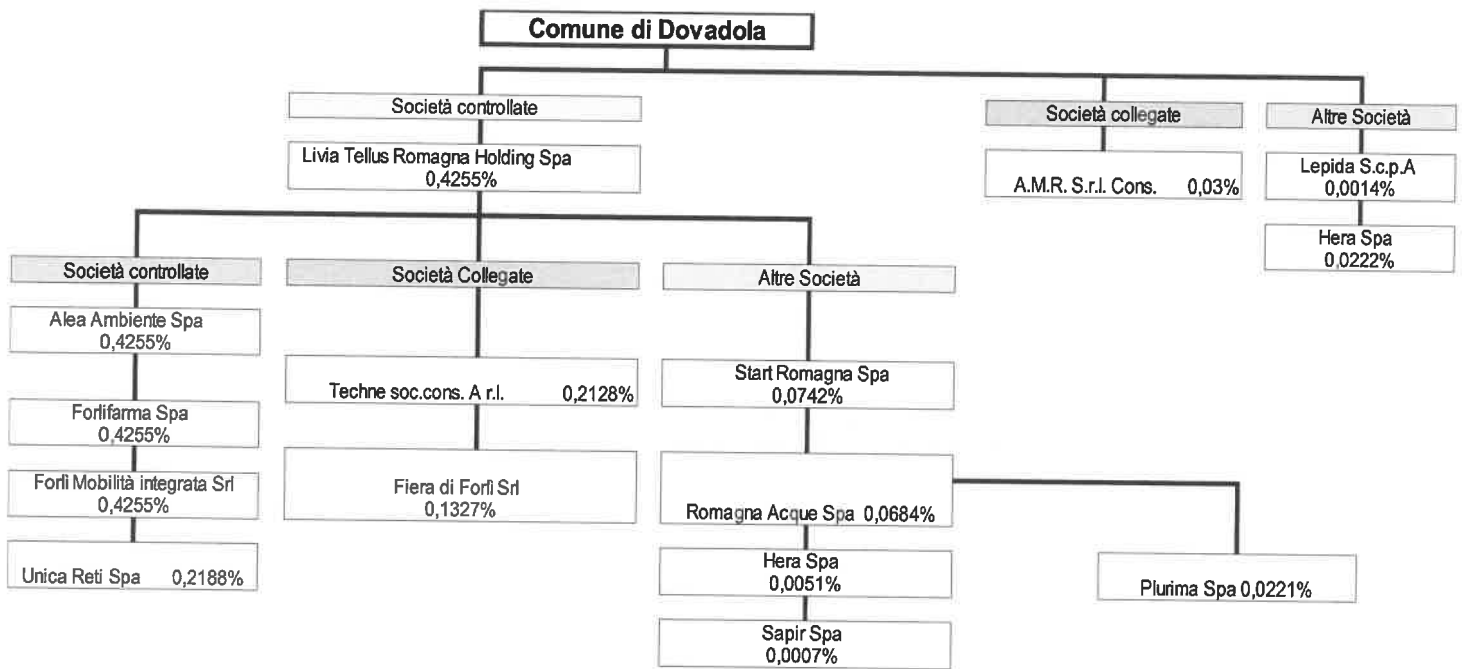 Comune di Dovadola
Società controllate
Livia Tellus Romagna Holding Spa
0,4255%
Società collegate
A.M.R. S.r.l. Cons. 0,03%
Altre Società
Lepida S.c.p.A
0,0014%
Hera Spa
0,0222%
Società controllate
Alea Ambiente Spa
0,4255%
Forlifarma Spa
0,4255%
Forlì Mobilità integrata Srl
0,4255%
Unica Reti Spa 0,2188%
Società Collegate
Techne soc.cons. A r.l. 0,2128%
Fiera di Forlì Srl
0,1327%
Altre Società
Start Romagna Spa
0,0742%
Romagna Acque Spa 0,0684%
Hera Spa
0,0051%
Sapir Spa
0,0007%
Plurima Spa 0,0221%